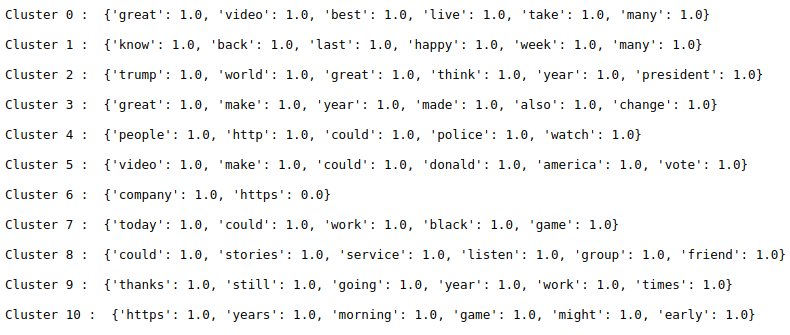 Cluster 0 :  {'great': 1.0, 'video': 1.0, 'best': 1.0, 'live': 1.0, 'take': 1.0, 'many': 1.0}
Cluster 1 :  {'know': 1.0, 'back': 1.0, 'last': 1.0, 'happy': 1.0, 'week': 1.0, 'many': 1.0}
Cluster 2 :  {'trump': 1.0, 'world': 1.0, 'great': 1.0, 'think': 1.0, 'year': 1.0, 'president': 1.0}
Cluster 3 :  {'great': 1.0, 'make': 1.0, 'year': 1.0, 'made': 1.0, 'also': 1.0, 'change': 1.0}
Cluster 4 :  {'people': 1.0, 'http': 1.0, 'could': 1.0, 'police': 1.0, 'watch': 1.0}
Cluster 5 :  {'video': 1.0, 'make': 1.0, 'could': 1.0, 'donald': 1.0, 'america': 1.0, 'vote': 1.0}
Cluster 6 :  {'company': 1.0, 'https': 0.0}
Cluster 7 :  {'today': 1.0, 'could': 1.0, 'work': 1.0, 'black': 1.0, 'game': 1.0}
Cluster 8 :  {'could': 1.0, 'stories': 1.0, 'service': 1.0, 'listen': 1.0, 'group': 1.0, 'friend': 1.0}
Cluster 9 :  {'thanks': 1.0, 'still': 1.0, 'going': 1.0, 'year': 1.0, 'work': 1.0, 'times': 1.0}
Cluster 10 :  {'https': 1.0, 'years': 1.0, 'morning': 1.0, 'game': 1.0, 'might': 1.0, 'early': 1.0}